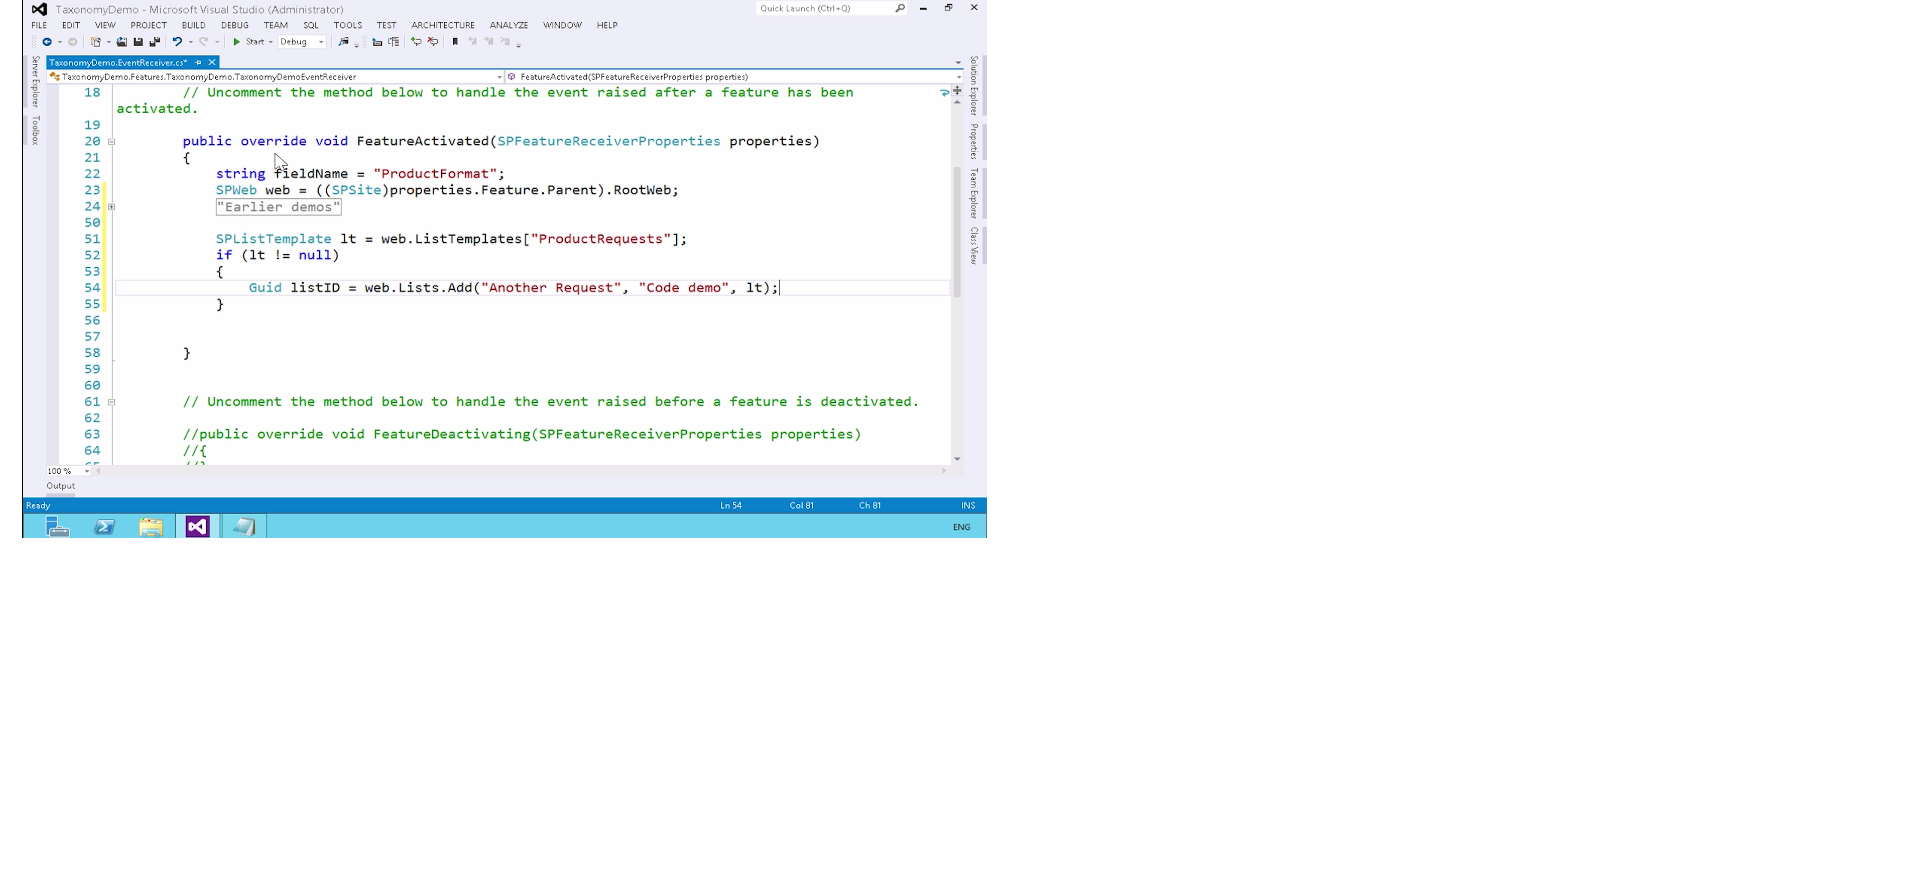 TaxonomyDemo - Microsoft Visual Studio (Administrator)
Quick Launch (Ctrl+Q)
FILE EDIT VIEW PROJECT BUILD DEBUG TEAM SQL TOOLS TEST ARCHITECTURE ANALYZE WINDOW HELP
Start Debug
TaxonomyDemo.EventReceiver.cs*
TaxonomyDemo.Features.TaxonomyDemo.TaxonomyDemoEventReceiver
FeatureActivated(SPFeatureReceiverProperties properties)
Server Explorer
Toolbox
Solution Explorer
Properties
Team Explorer
Class View
18 // Uncomment the method below to handle the event raised after a feature has been
activated.
19
20 public override void FeatureActivated(SPFeatureReceiverProperties properties)
21 {
22 string fieldName = "ProductFormat";
23 SPWeb web = ((SPSite)properties.Feature.Parent).RootWeb;
24 "Earlier demos"
50
51 SPListTemplate lt = web.ListTemplates["ProductRequests"];
52 if (lt != null)
53 {
54 Guid listID = web.Lists.Add("Another Request", "Code demo", lt);
55 }
56
57
58 }
59
60
61 // Uncomment the method below to handle the event raised before a feature is deactivated.
62
63 //public override void FeatureDeactivating(SPFeatureReceiverProperties properties)
64 //{
65 //}
100 %
Output
Ready Ln 54 Col 81 Ch 81 INS
ENG